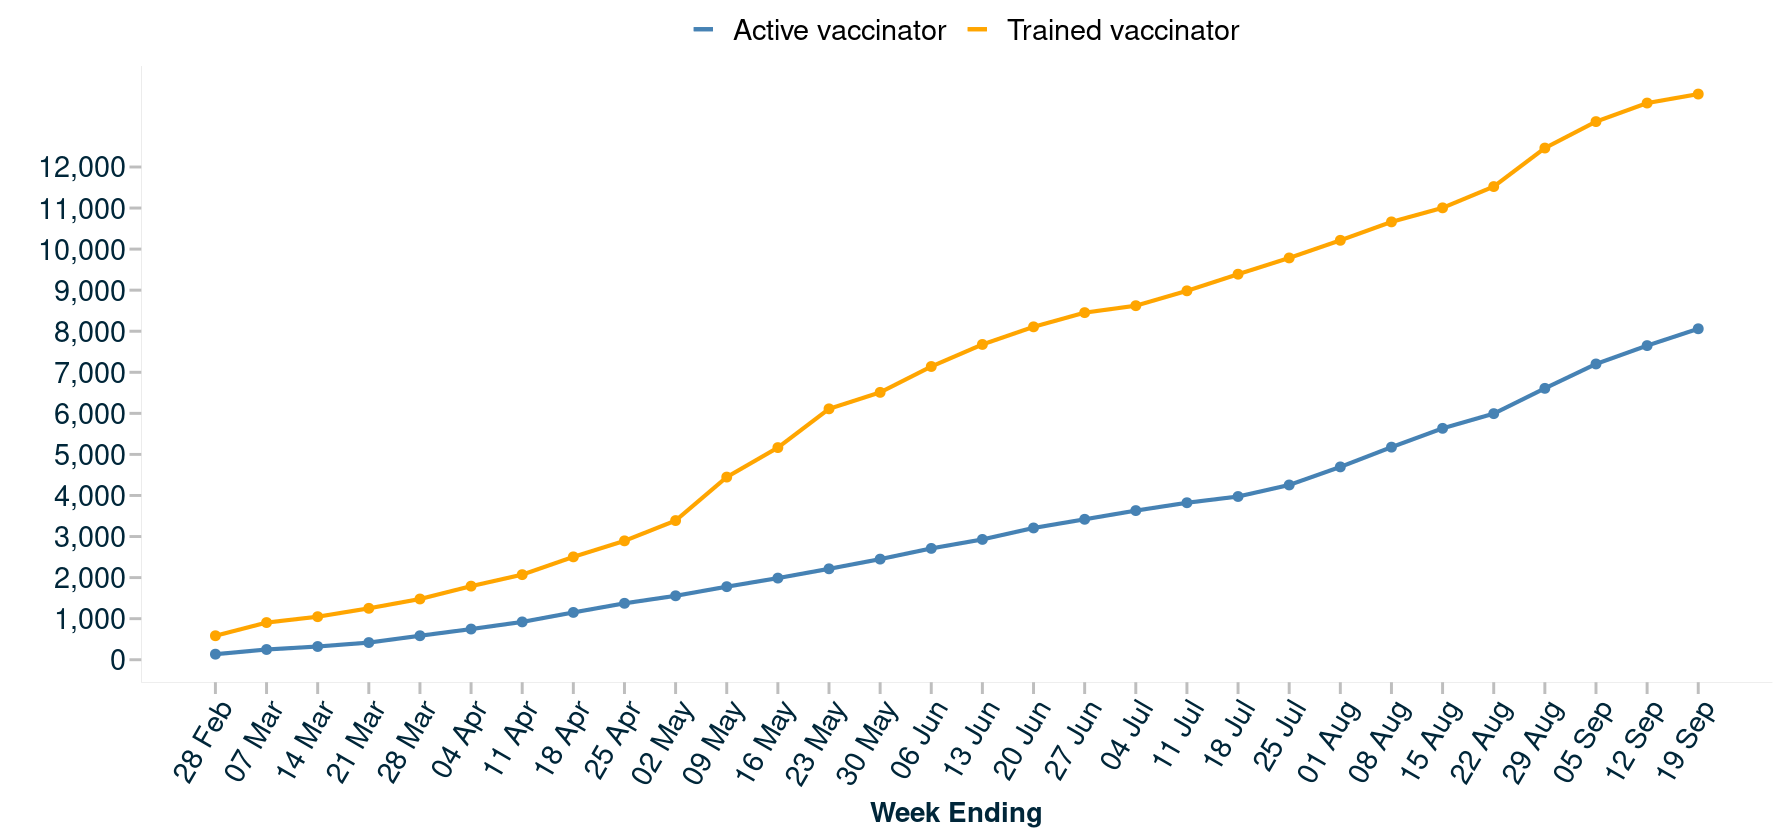 Active vaccinator Trained vaccinator
12,000
11,000
10,000
9,000
8,000
7,000
6,000
5,000
4,000
3,000
2,000
1,000
0
28 Feb
07 Mar
14 Mar
21 Mar
28 Mar
04 Apr
11 Apr
18 Apr
25 Apr
02 May
09 May
16 May
23 May
30 May
06 Jun
13 Jun
20 Jun
27 Jun
04 Jul
11 Jul
18 Jul
25 Jul
01 Aug
08 Aug
15 Aug
22 Aug
29 Aug
05 Sep
12 Sep
19 Sep
Week Ending